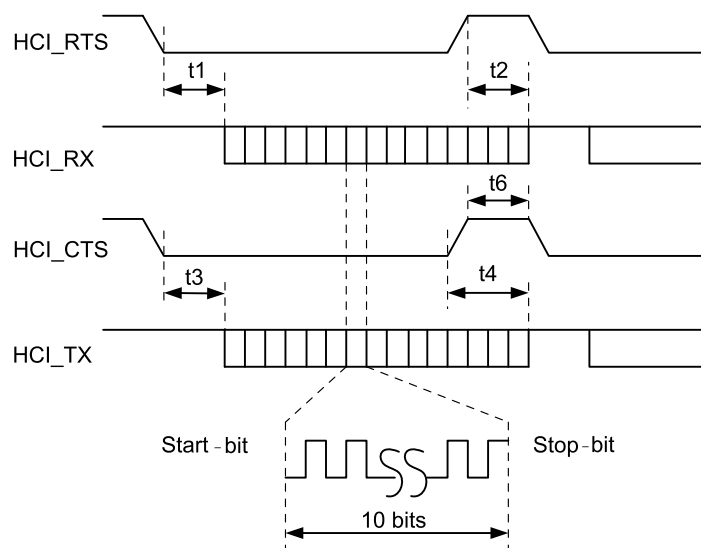 HCI_RTS
t1
t2
HCI_RX
t6
HCI_CTS
t3
t4
HCI_TX
Start-bit
Stop-bit
10 bits